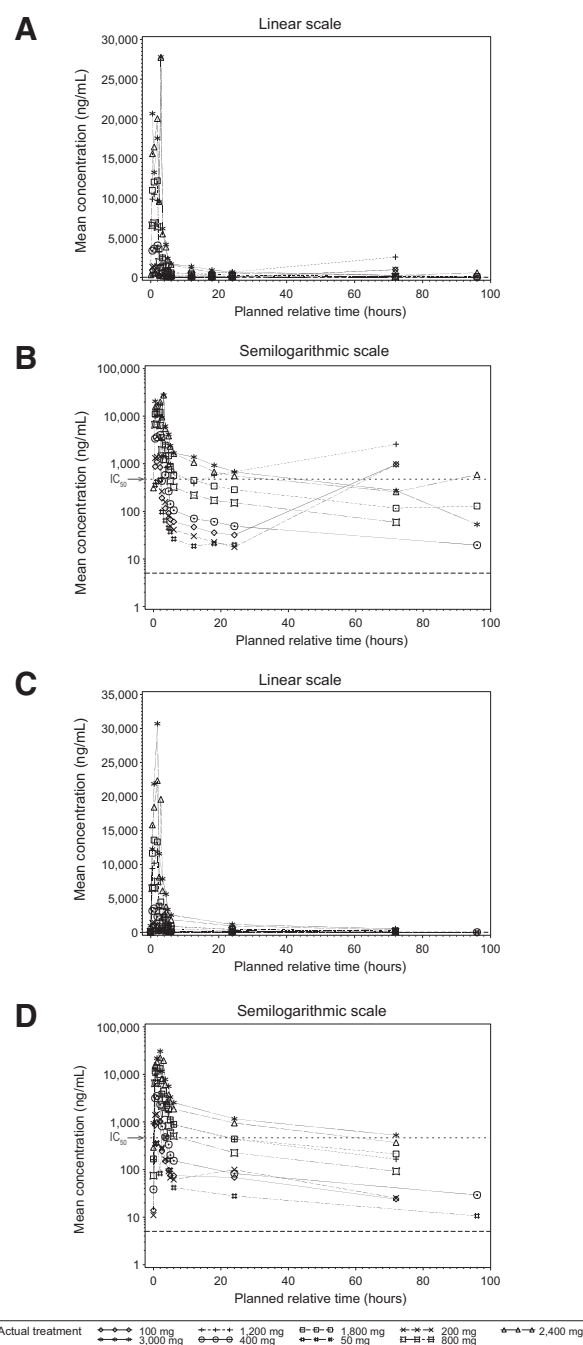 A
Linear scale
Mean concentration (ng/mL)
30,000
25,000
20,000
15,000
10,000
5,000
0
0 20 40 60 80 100
Planned relative time (hours)
B
Semilogarithmic scale
Mean concentration (ng/mL)
100,000
10,000
1,000
IC50
100
10
1
0 20 40 60 80 100
Planned relative time (hours)
C
Linear scale
Mean concentration (ng/mL)
35,000
30,000
25,000
20,000
15,000
10,000
5,000
0
0 20 40 60 80 100
Planned relative time (hours)
D
Semilogarithmic scale
Mean concentration (ng/mL)
100,000
10,000
1,000
IC50
100
10
1
0 20 40 60 80 100
Planned relative time (hours)
Actual treatment 100 mg 1,200 mg 1,800 mg 200 mg 2,400 mg
3,000 mg 400 mg 50 mg 800 mg